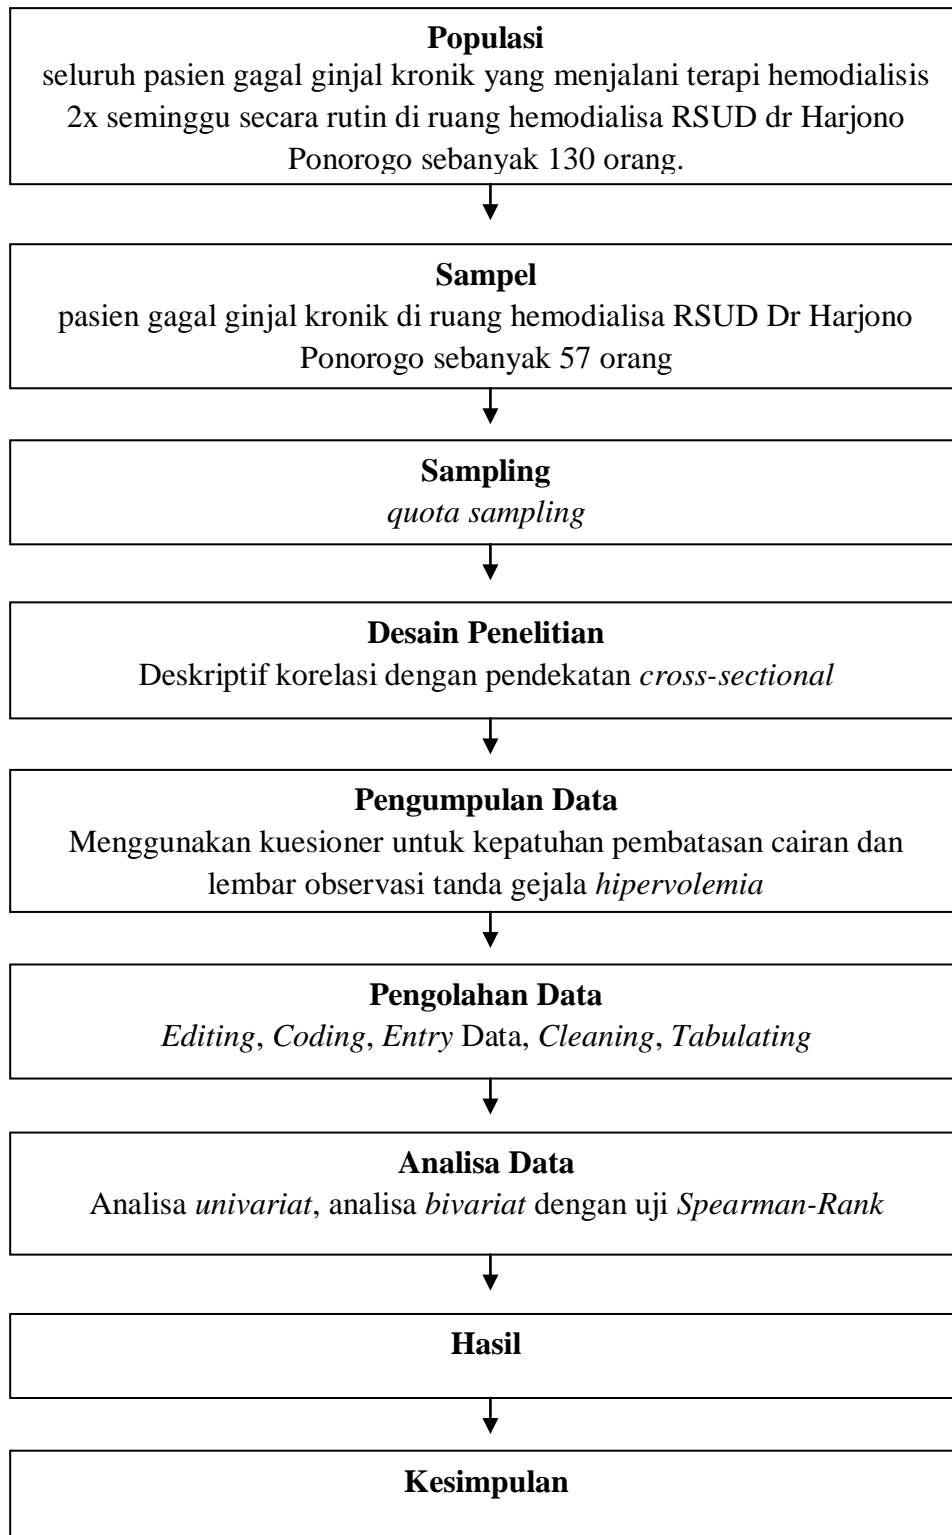 Populasi
seluruh pasien gagal ginjal kronik yang menjalani terapi hemodialisis
2x seminggu secara rutin di ruang hemodialisa RSUD dr Harjono
Ponorogo sebanyak 130 orang.
Sampel
pasien gagal ginjal kronik di ruang hemodialisa RSUD Dr Harjono
Ponorogo sebanyak 57 orang
Sampling
quota sampling
Desain Penelitian
Deskriptif korelasi dengan pendekatan cross-sectional
Pengumpulan Data
Menggunakan kuesioner untuk kepatuhan pembatasan cairan dan
lembar observasi tanda gejala hipervolemia
Pengolahan Data
Editing, Coding, Entry Data, Cleaning, Tabulating
Analisa Data
Analisa univariat, analisa bivariat dengan uji Spearman-Rank
Hasil
Kesimpulan